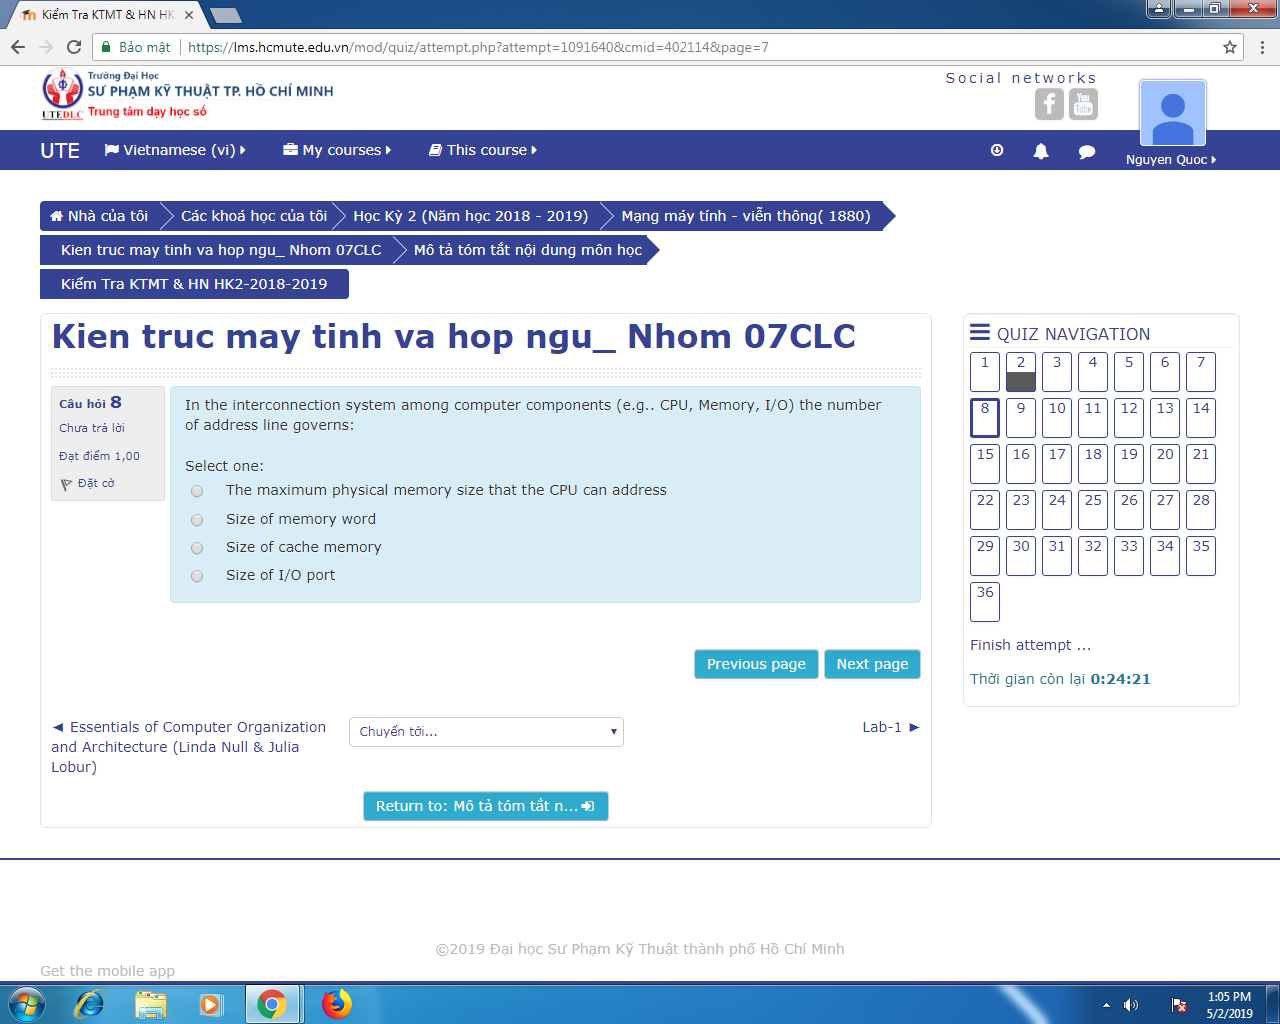 Kiểm Tra KTMT & HN HK
Bảo mật https://lms.hcmute.edu.vn/mod/quiz/attempt.php?attempt=1091640&cmid=402114&page=7
Trường Đại Học
SƯ PHẠM KỸ THUẬT TP. HỒ CHÍ MINH
UTEDLC Trung tâm dạy học số
Social networks
You Tube
UTE Vietnamese (vi) My courses This course
Nguyen Quoc
Nhà của tôi Các khoá học của tôi Học Kỳ 2 (Năm học 2018 - 2019) Mạng máy tính - viễn thông( 1880)
Kien truc may tinh va hop ngu_ Nhom 07CLC Mô tả tóm tắt nội dung môn học
Kiểm Tra KTMT & HN HK2-2018-2019
Kien truc may tinh va hop ngu_ Nhom 07CLC
Câu hỏi 8
Chưa trả lời
Đạt điểm 1,00
Đặt cờ
In the interconnection system among computer components (e.g.. CPU, Memory, I/O) the number
of address line governs:
Select one:
The maximum physical memory size that the CPU can address
Size of memory word
Size of cache memory
Size of I/O port
Previous page Next page
◄ Essentials of Computer Organization
and Architecture (Linda Null & Julia
Lobur)
Chuyển tới...
Lab-1 ►
Return to: Mô tả tóm tắt n...
QUIZ NAVIGATION
1 2 3 4 5 6 7
8 9 10 11 12 13 14
15 16 17 18 19 20 21
22 23 24 25 26 27 28
29 30 31 32 33 34 35
36
Finish attempt ...
Thời gian còn lại 0:24:21
©2019 Đại học Sư Phạm Kỹ Thuật thành phố Hồ Chí Minh
Get the mobile app
1:05 PM
5/2/2019